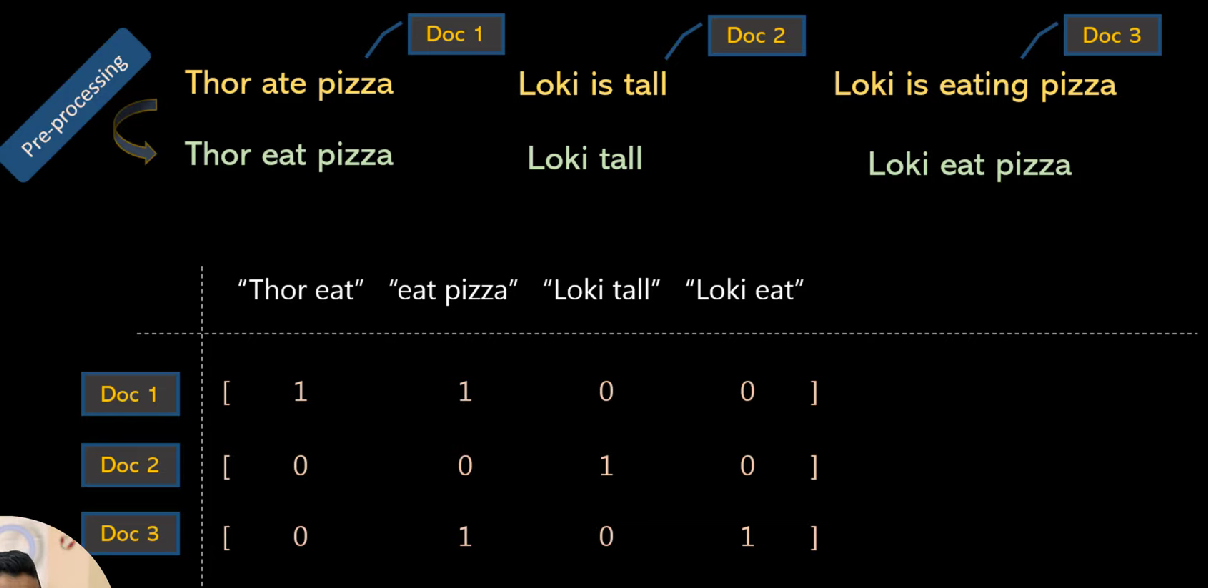 Doc 1 Doc 2 Doc 3
Pre-processing
Thor ate pizza Loki is tall Loki is eating pizza
Thor eat pizza Loki tall Loki eat pizza
“Thor eat” ”eat pizza” “Loki tall” “Loki eat”
Doc 1 [ 1 1 0 0 ]
Doc 2 [ 0 0 1 0 ]
Doc 3 [ 0 1 0 1 ]